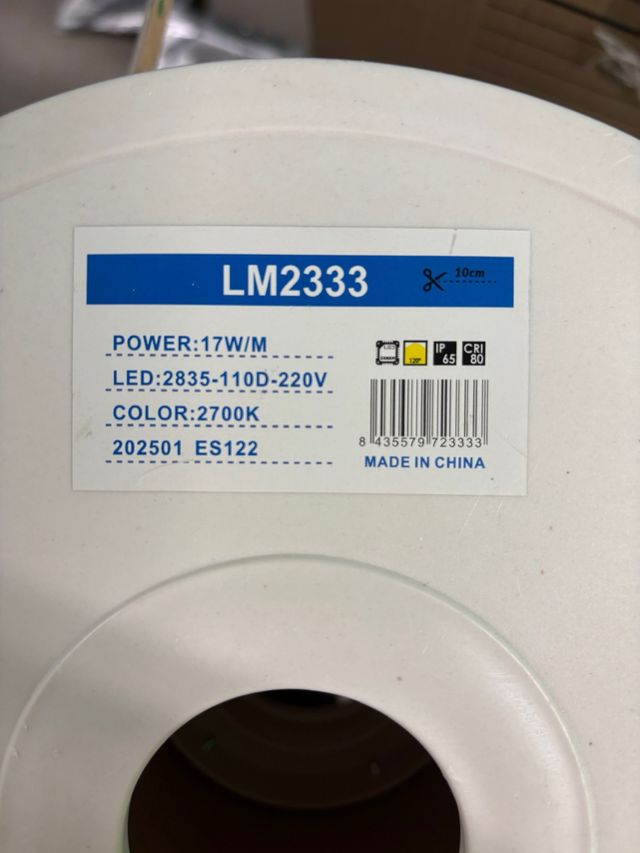 LM2333
10cm
POWER:17W/M
LED:2835-110D-220V
COLOR:2700K
202501 ES122
120°
IP
65
CRI
80
8 435579 723333
MADE IN CHINA